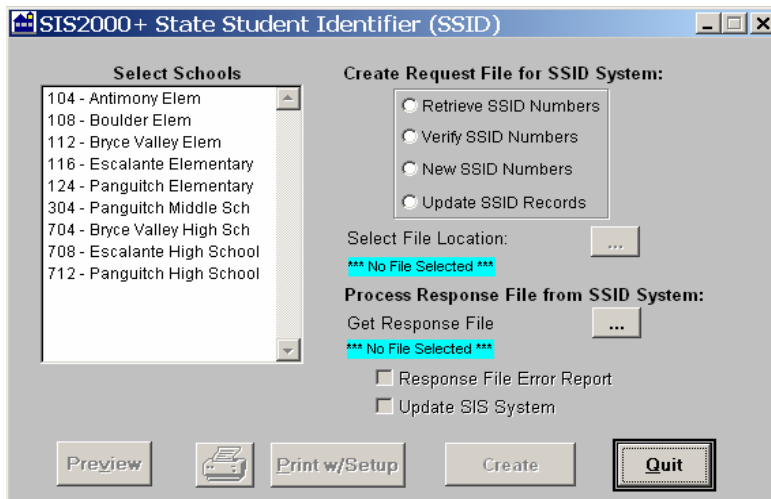 SIS2000+ State Student Identifier (SSID)
Select Schools
104 - Antimony Elem
108 - Boulder Elem
112 - Bryce Valley Elem
116 - Escalante Elementary
124 - Panguitch Elementary
304 - Panguitch Middle Sch
704 - Bryce Valley High Sch
708 - Escalante High School
712 - Panguitch High School
Create Request File for SSID System:
Retrieve SSID Numbers
Verify SSID Numbers
New SSID Numbers
Update SSID Records
Select File Location:
...
*** No File Selected ***
Process Response File from SSID System:
Get Response File
...
*** No File Selected ***
Response File Error Report
Update SIS System
Preview
Print w/Setup
Create
Quit